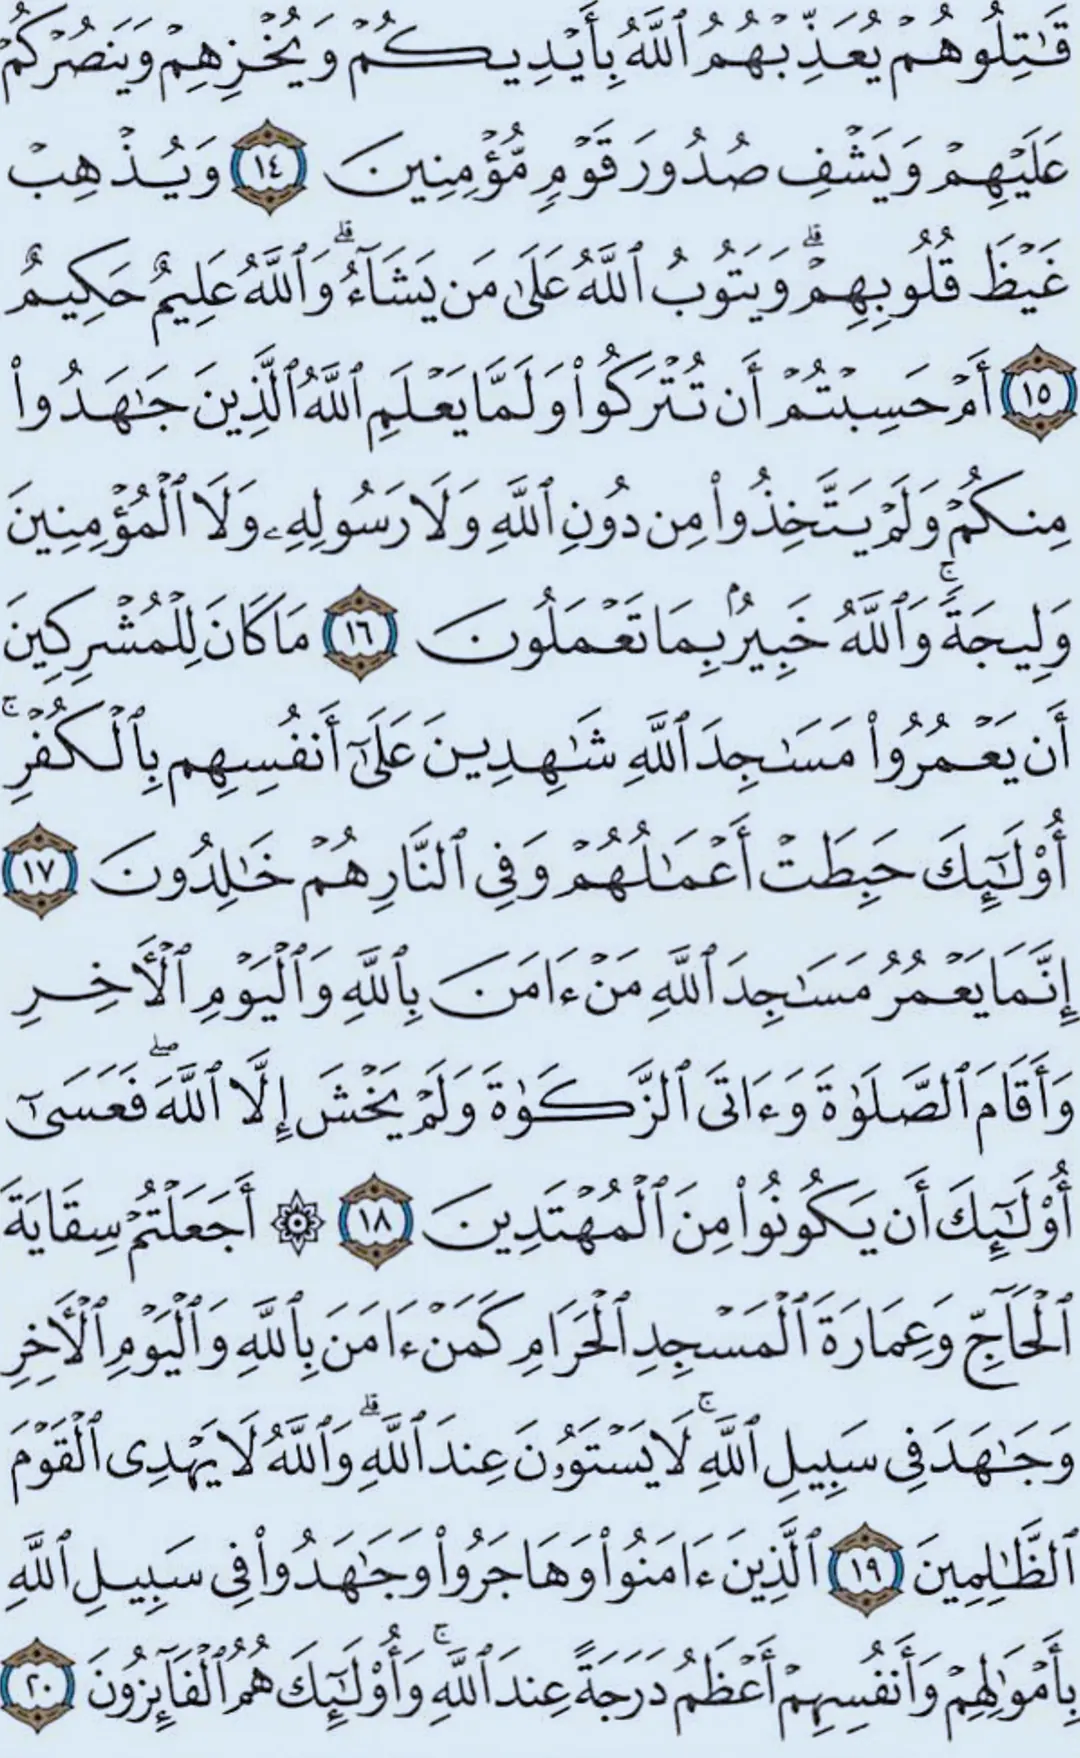 قَٰتِلُوهُمْ يُعَذِّبْهُمُ ٱللَّهُ بِأَيْدِيكُمْ وَيُخْزِهِمْ وَيَنصُرْكُمْ
عَلَيْهِمْ وَيَشْفِ صُدُورَ قَوْمٍ مُّؤْمِنِينَ ١٤ وَيُذْهِبْ
غَيْظَ قُلُوبِهِمْ ۗ وَيَتُوبُ ٱللَّهُ عَلَىٰ مَن يَشَآءُ ۗ وَٱللَّهُ عَلِيمٌ حَكِيمٌ
١٥ أَمْ حَسِبْتُمْ أَن تُتْرَكُوا۟ وَلَمَّا يَعْلَمِ ٱللَّهُ ٱلَّذِينَ جَٰهَدُوا۟
مِنكُمْ وَلَمْ يَتَّخِذُوا۟ مِن دُونِ ٱللَّهِ وَلَا رَسُولِهِۦ وَلَا ٱلْمُؤْمِنِينَ
وَلِيجَةً ۚ وَٱللَّهُ خَبِيرٌۢ بِمَا تَعْمَلُونَ ١٦ مَا كَانَ لِلْمُشْرِكِينَ
أَن يَعْمُرُوا۟ مَسَٰجِدَ ٱللَّهِ شَٰهِدِينَ عَلَىٰٓ أَنفُسِهِم بِٱلْكُفْرِ ۚ
أُو۟لَٰٓئِكَ حَبِطَتْ أَعْمَٰلُهُمْ وَفِى ٱلنَّارِ هُمْ خَٰلِدُونَ ١٧
إِنَّمَا يَعْمُرُ مَسَٰجِدَ ٱللَّهِ مَنْ ءَامَنَ بِٱللَّهِ وَٱلْيَوْمِ ٱلْءَاخِرِ
وَأَقَامَ ٱلصَّلَوٰةَ وَءَاتَى ٱلزَّكَوٰةَ وَلَمْ يَخْشَ إِلَّا ٱللَّهَ ۖ فَعَسَىٰٓ
أُو۟لَٰٓئِكَ أَن يَكُونُوا۟ مِنَ ٱلْمُهْتَدِينَ ١٨ ۞ أَجَعَلْتُمْ سِقَايَةَ
ٱلْحَآجِّ وَعِمَارَةَ ٱلْمَسْجِدِ ٱلْحَرَامِ كَمَنْ ءَامَنَ بِٱللَّهِ وَٱلْيَوْمِ ٱلْءَاخِرِ
وَجَٰهَدَ فِى سَبِيلِ ٱللَّهِ ۚ لَا يَسْتَوُۥنَ عِندَ ٱللَّهِ ۗ وَٱللَّهُ لَا يَهْدِى ٱلْقَوْمَ
ٱلظَّٰلِمِينَ ١٩ ٱلَّذِينَ ءَامَنُوا۟ وَهَاجَرُوا۟ وَجَٰهَدُوا۟ فِى سَبِيلِ ٱللَّهِ
بِأَمْوَٰلِهِمْ وَأَنفُسِهِمْ أَعْظَمُ دَرَجَةً عِندَ ٱللَّهِ ۚ وَأُو۟لَٰٓئِكَ هُمُ ٱلْفَآئِزُونَ ٢٠